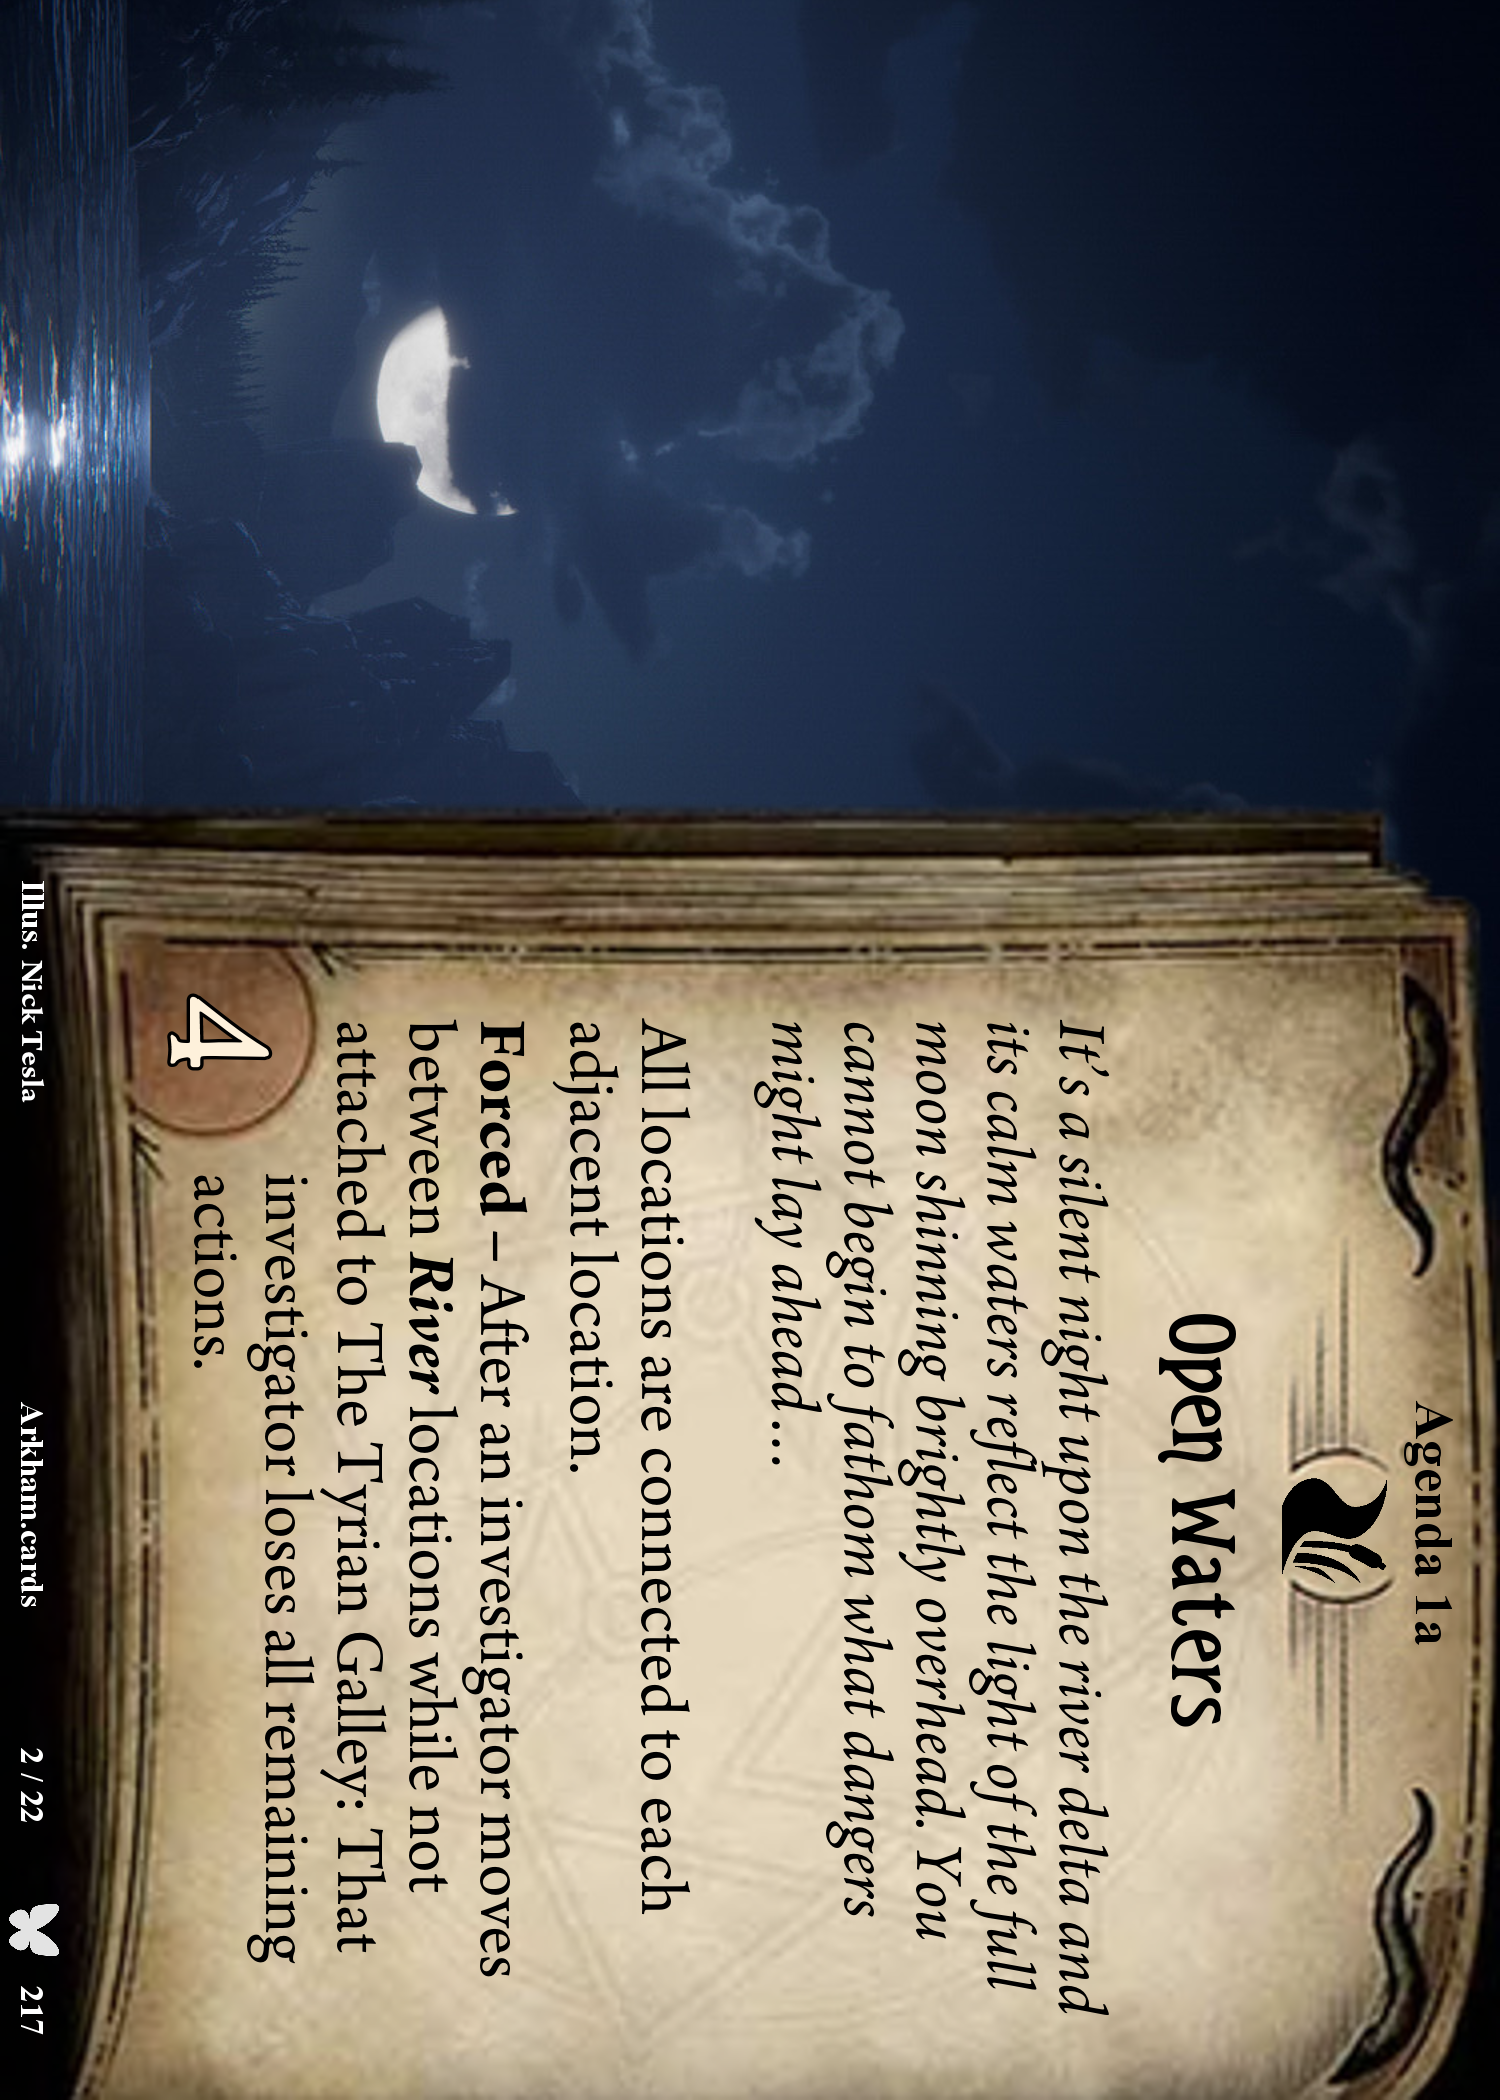 Agenda 1a
Open Waters
It's a silent night upon the river delta and
its calm waters reflect the light of the full
moon shinning brightly overhead. You
cannot begin to fathom what dangers
might lay ahead...
All locations are connected to each
adjacent location.
Forced – After an investigator moves
between River locations while not
attached to The Tyrian Galley: That
investigator loses all remaining
actions.
4
Illus. Nick Tesla
Arkham.cards
2 / 22
217